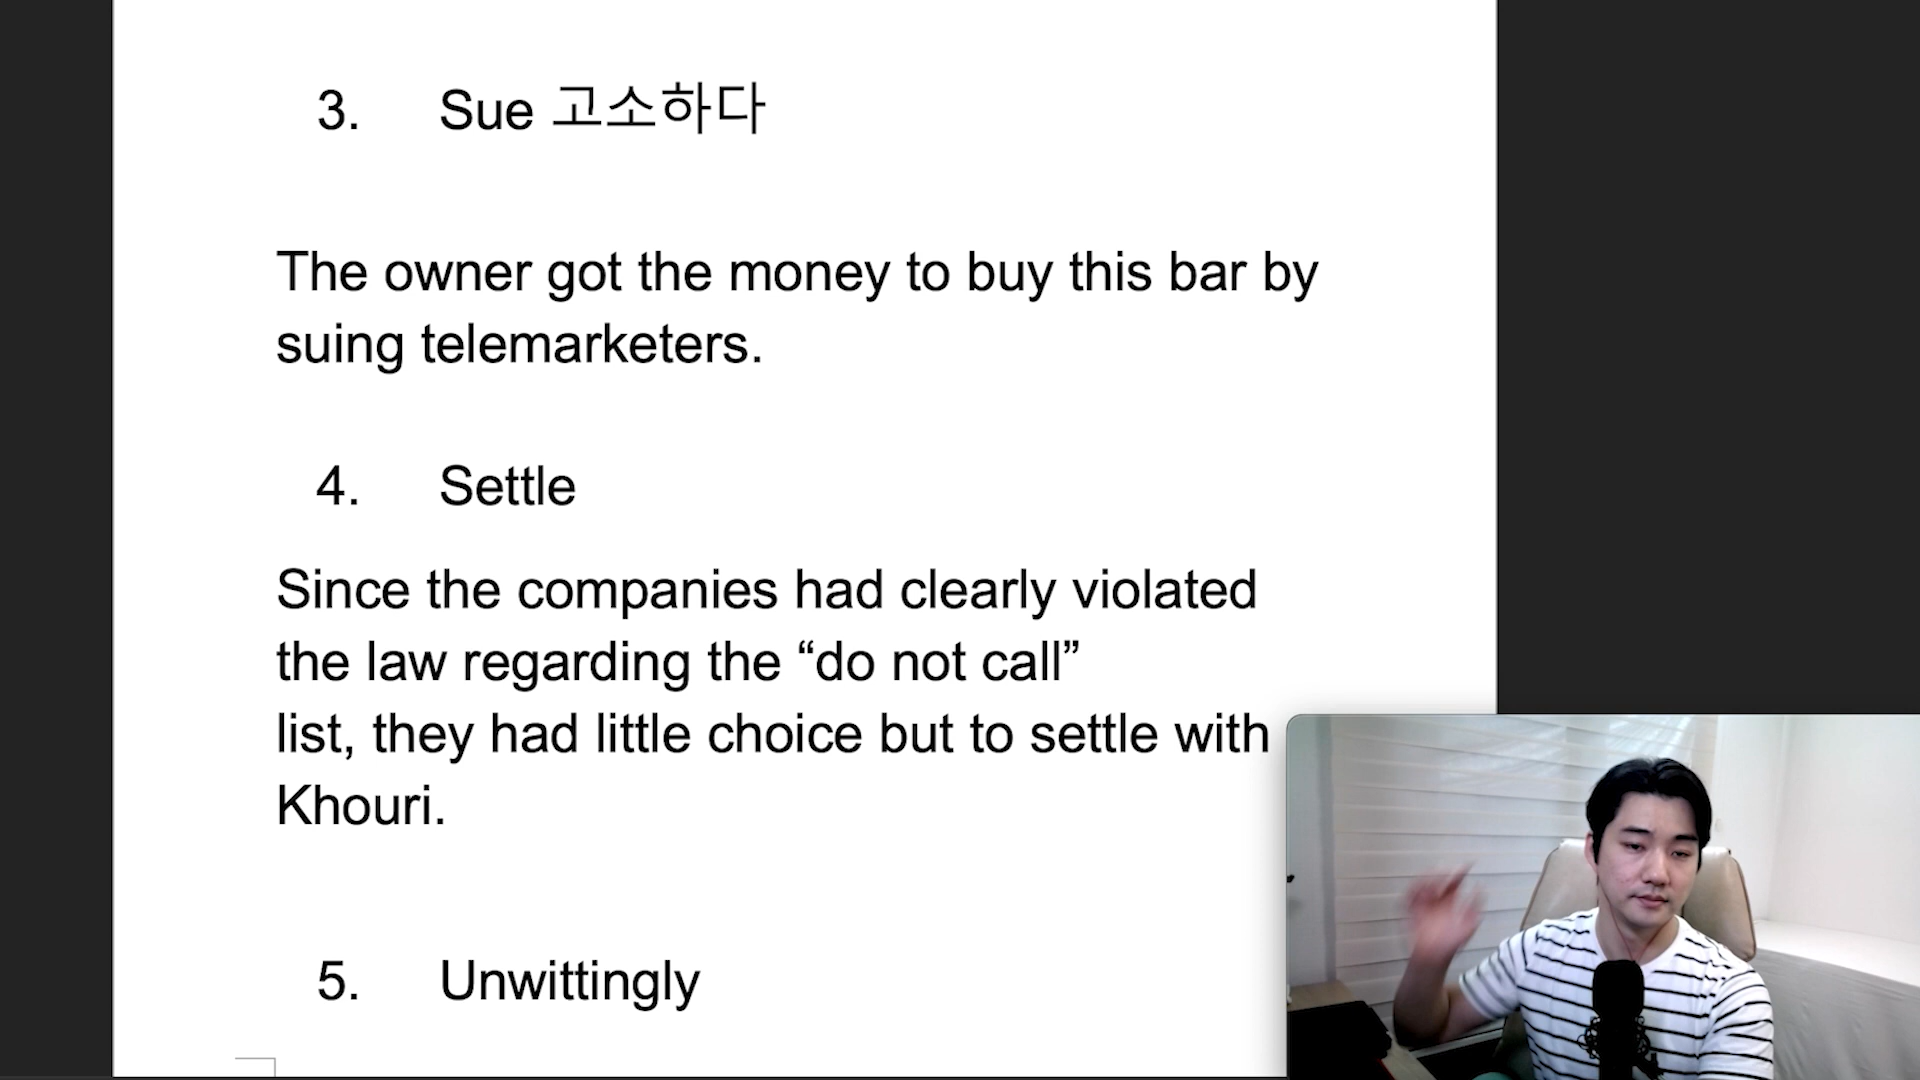 3. Sue 고소하다
The owner got the money to buy this bar by
suing telemarketers.
4. Settle
Since the companies had clearly violated
the law regarding the “do not call”
list, they had little choice but to settle with
Khouri.
5. Unwittingly